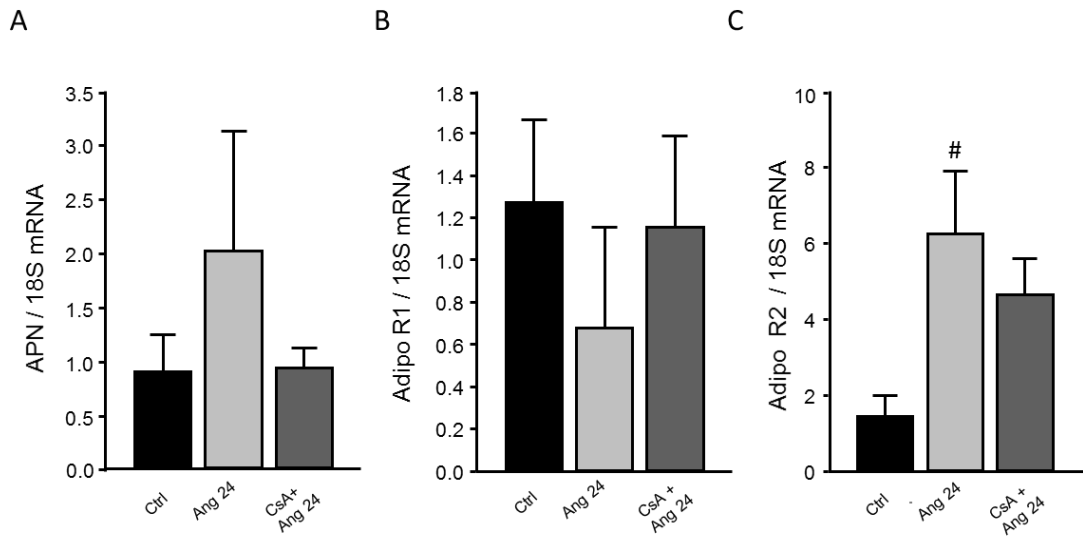 A
B
C
APN / 18S mRNA
3.5
3.0
2.5
2.0
1.5
1.0
0.5
0.0
Ctrl
Ang 24
CsA+
Ang 24
Adipo R1 / 18S mRNA
1.8
1.6
1.4
1.2
1.0
0.8
0.6
0.4
0.2
0.0
Ctrl
Ang 24
CsA+
Ang 24
Adipo R2 / 18S mRNA
10
8
6
4
2
0
#
Ctrl
Ang 24
CsA +
Ang 24